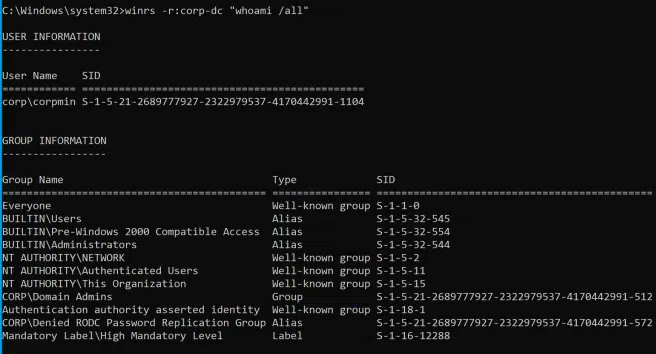 C:\Windows\system32>winrs -r:corp-dc "whoami /all"
USER INFORMATION
----------------
User Name    SID
============ =============================================
corp\corpmin S-1-5-21-2689777927-2322979537-4170442991-1104
GROUP INFORMATION
-----------------
Group Name                                  Type             SID
=========================================== ================ ==============================================
Everyone                                    Well-known group S-1-1-0
BUILTIN\Users                               Alias            S-1-5-32-545
BUILTIN\Pre-Windows 2000 Compatible Access  Alias            S-1-5-32-554
BUILTIN\Administrators                      Alias            S-1-5-32-544
NT AUTHORITY\NETWORK                        Well-known group S-1-5-2
NT AUTHORITY\Authenticated Users            Well-known group S-1-5-11
NT AUTHORITY\This Organization              Well-known group S-1-5-15
CORP\Domain Admins                          Group            S-1-5-21-2689777927-2322979537-4170442991-512
Authentication authority asserted identity  Well-known group S-1-18-1
CORP\Denied RODC Password Replication Group Alias            S-1-5-21-2689777927-2322979537-4170442991-572
Mandatory Label\High Mandatory Level        Label            S-1-16-12288